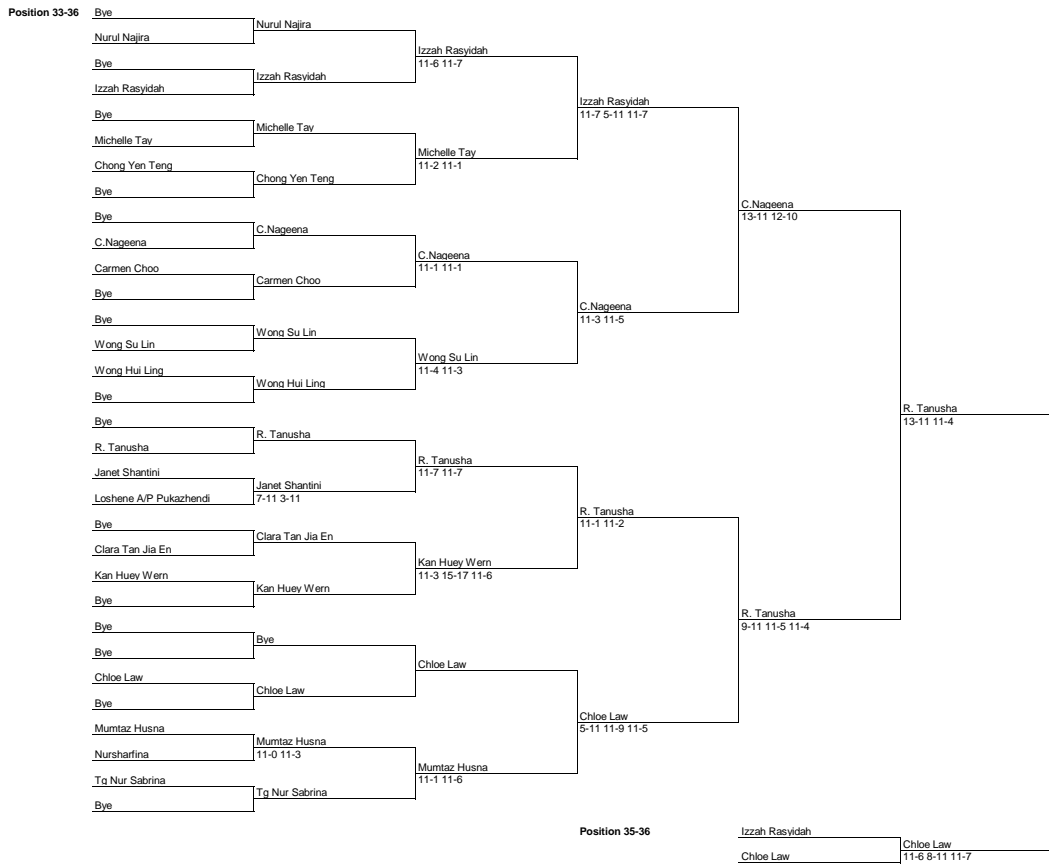 Position 33-36
Bye
Nurul Najira
Nurul Najira
Izzah Rasyidah
11-6 11-7
Bye
Izzah Rasyidah
Izzah Rasyidah
Izzah Rasyidah
11-7 5-11 11-7
Bye
Michelle Tay
Michelle Tay
Michelle Tay
11-2 11-1
Chong Yen Teng
Chong Yen Teng
Bye
C.Nageena
13-11 12-10
Bye
C.Nageena
C.Nageena
C.Nageena
11-1 11-1
Carmen Choo
Carmen Choo
Bye
C.Nageena
11-3 11-5
Bye
Wong Su Lin
Wong Su Lin
Wong Su Lin
11-4 11-3
Wong Hui Ling
Wong Hui Ling
Bye
R. Tanusha
13-11 11-4
Bye
R. Tanusha
R. Tanusha
R. Tanusha
11-7 11-7
Janet Shantini
Janet Shantini
Loshene A/P Pukazhendi
7-11 3-11
R. Tanusha
11-1 11-2
Bye
Clara Tan Jia En
Clara Tan Jia En
Kan Huey Wern
11-3 15-17 11-6
Kan Huey Wern
Kan Huey Wern
Bye
R. Tanusha
9-11 11-5 11-4
Bye
Bye
Bye
Chloe Law
Chloe Law
Chloe Law
Bye
Chloe Law
5-11 11-9 11-5
Mumtaz Husna
Mumtaz Husna
Nursharfina
11-0 11-3
Mumtaz Husna
11-1 11-6
Tg Nur Sabrina
Tg Nur Sabrina
Bye
Position 35-36
Izzah Rasyidah
Chloe Law
Chloe Law
11-6 8-11 11-7